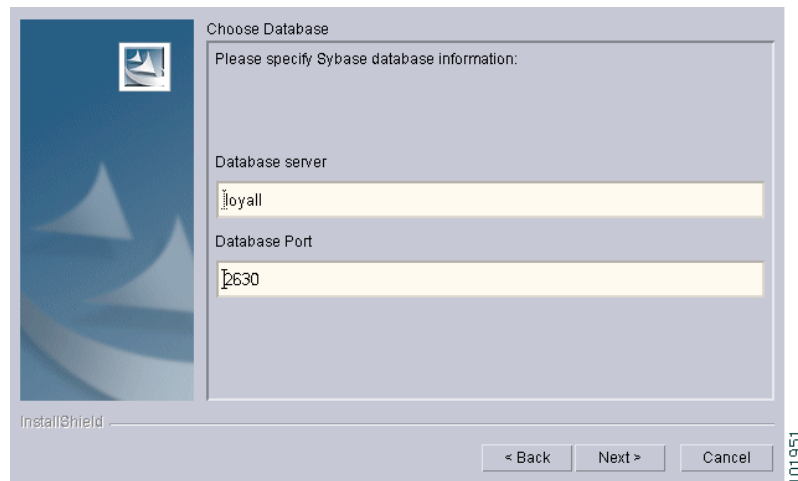 Choose Database
Please specify Sybase database information:
Database server
loyall
Database Port
2630
InstallShield
< Back
Next >
Cancel
101951